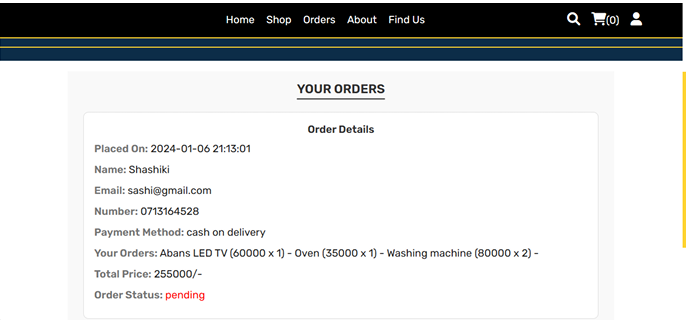 Home Shop Orders About Find Us (0)
YOUR ORDERS
Order Details
Placed On: 2024-01-06 21:13:01
Name: Shashiki
Email: sashi@gmail.com
Number: 0713164528
Payment Method: cash on delivery
Your Orders: Abans LED TV (60000 x 1) - Oven (35000 x 1) - Washing machine (80000 x 2) -
Total Price: 255000/-
Order Status: pending